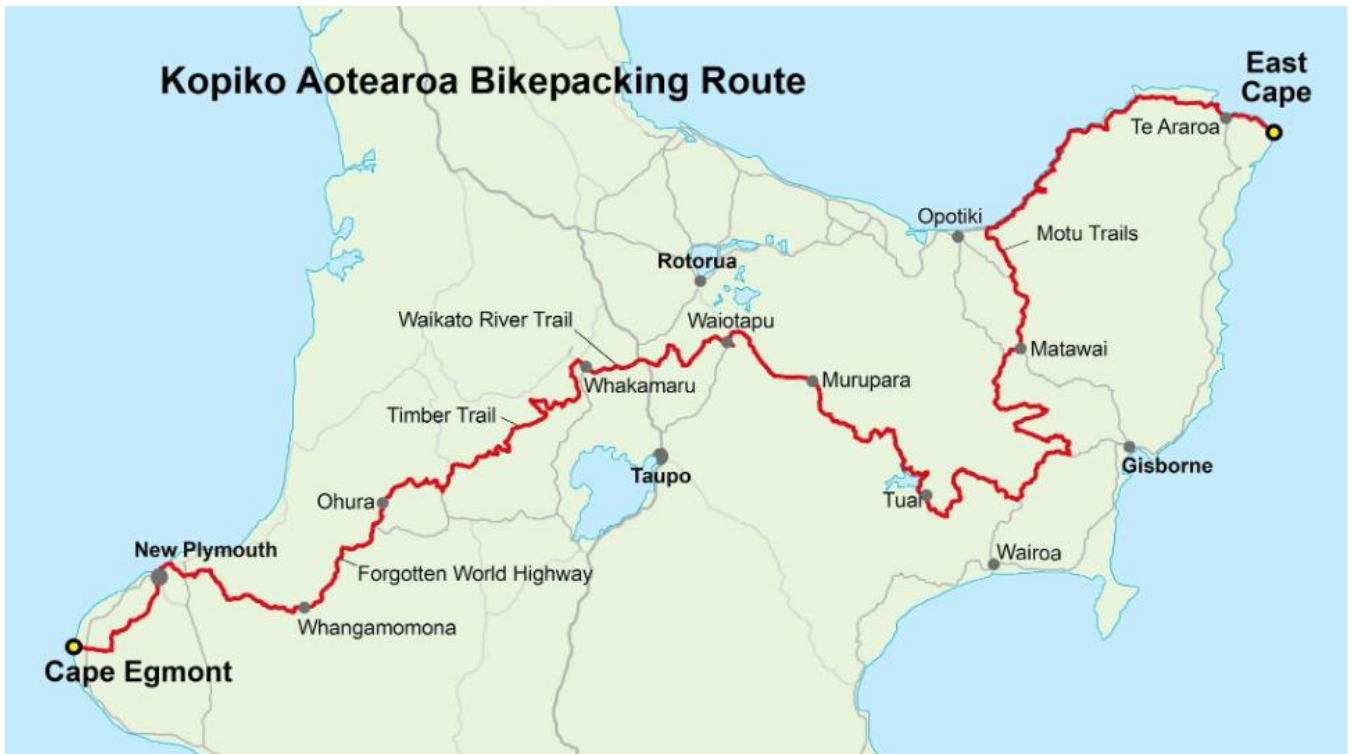 Kopiko Aotearoa Bikepacking Route
East
Cape
Te Araroa
Opotiki
Motu Trails
Rotorua
Waikato River Trail
Waiotapu
Matawai
Whakamaru
Murupara
Timber Trail
Taupo
Gisborne
Ohura
Tuai
New Plymouth
Wairoa
Forgotten World Highway
Whangamomona
Cape Egmont